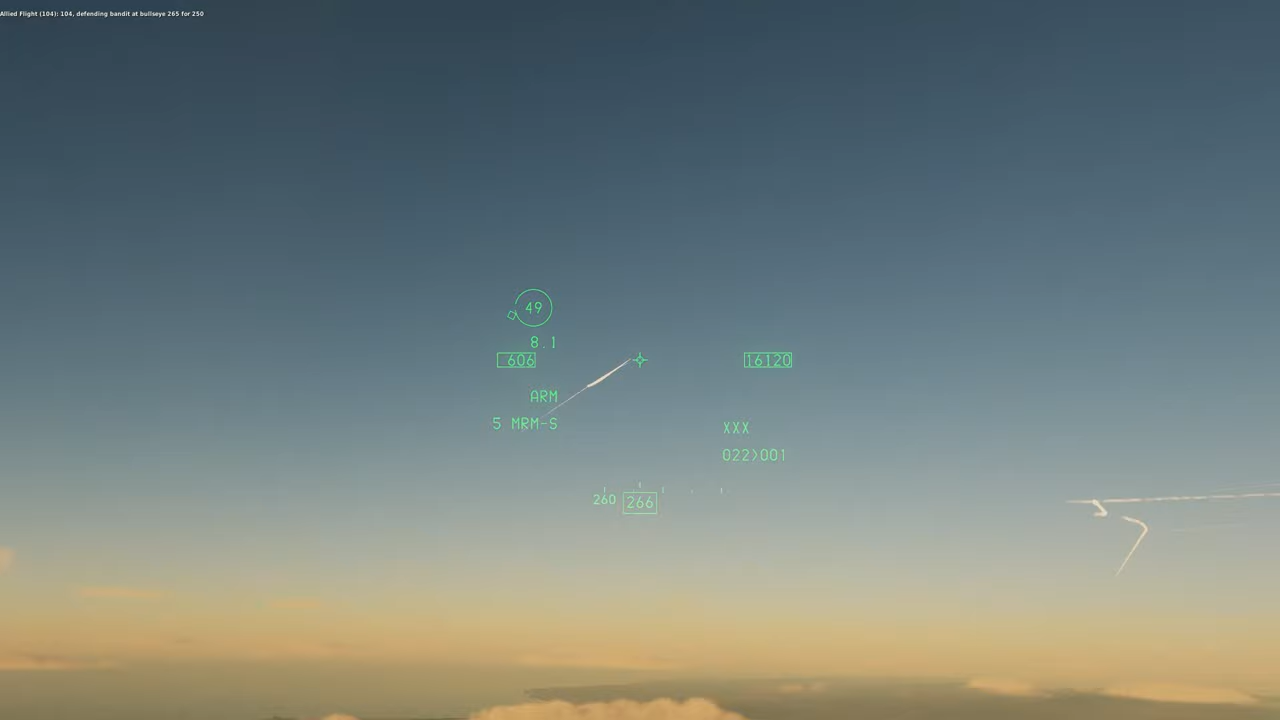 Allied Flight (104): 104, defending bandit at bullseye 265 for 250
49
8.1
606
16120
ARM
5 MRM-S
XXX
022>001
260
266